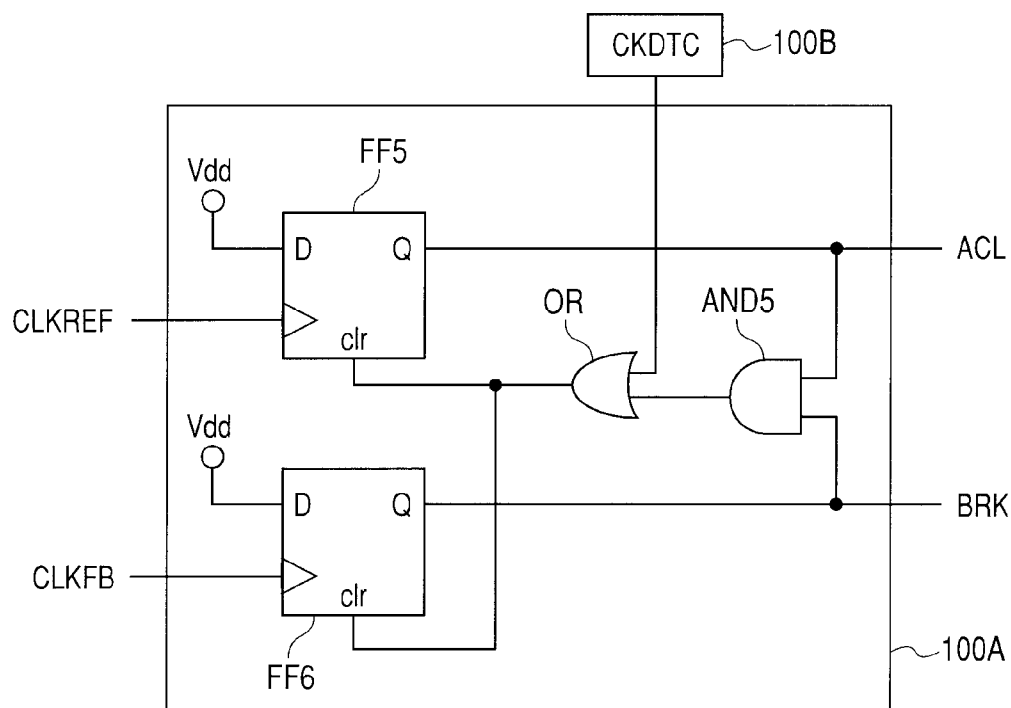 CKDTC
100B
FF5
Vdd
D
Q
ACL
OR
AND5
CLKREF
clr
Vdd
D
Q
BRK
CLKFB
clr
100A
FF6